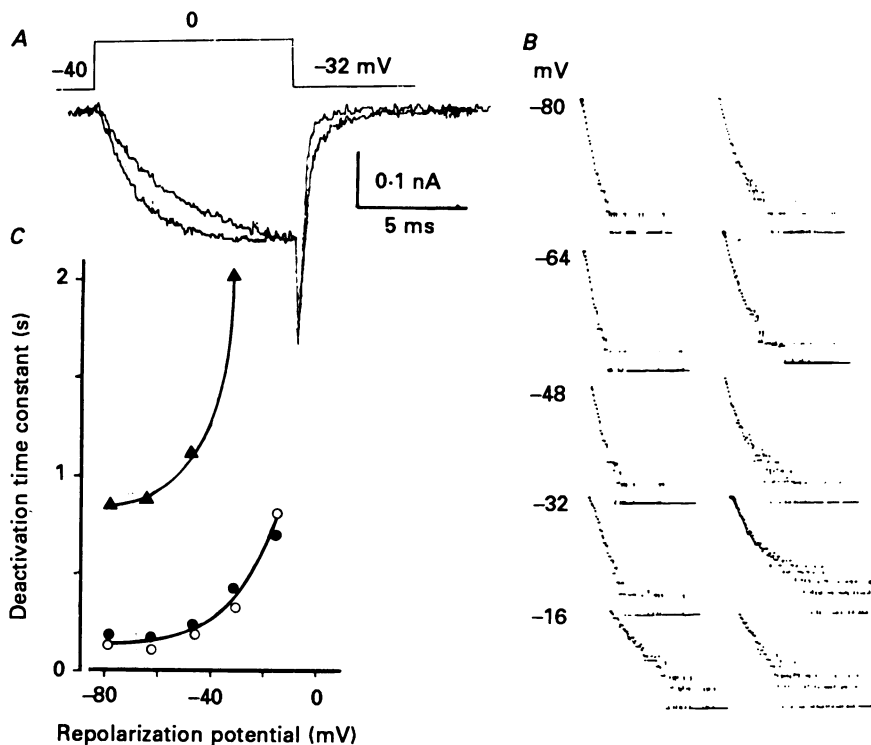 A
0
-40
-32 mV
0·1 nA
5 ms
B
mV
-80
-64
-48
-32
-16
C
Deactivation time constant (s)
2
1
0
-80
-40
0
Repolarization potential (mV)